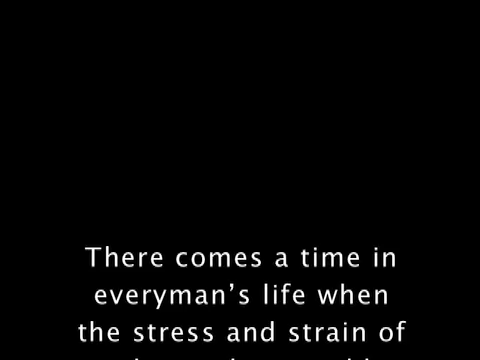 There comes a time in
everyman’s life when
the stress and strain of